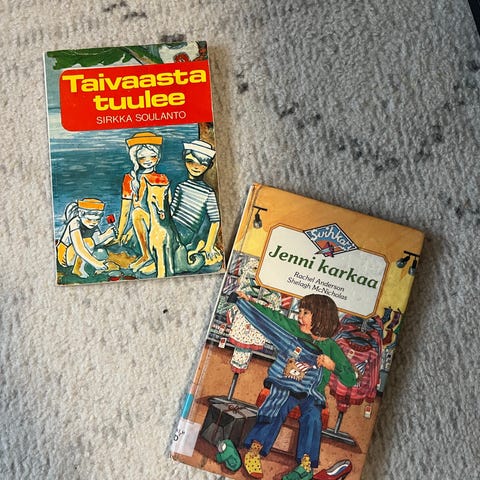 Taivaasta
tuulee
SIRKKA SOULANTO
Jenni karkaa
Rachel Anderson
Shelagh McNicholas